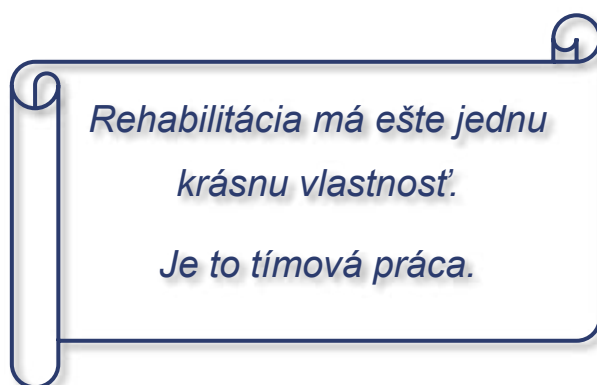 Rehabilitácia má ešte jednu
krásnu vlastnosť.
Je to tímová práca.